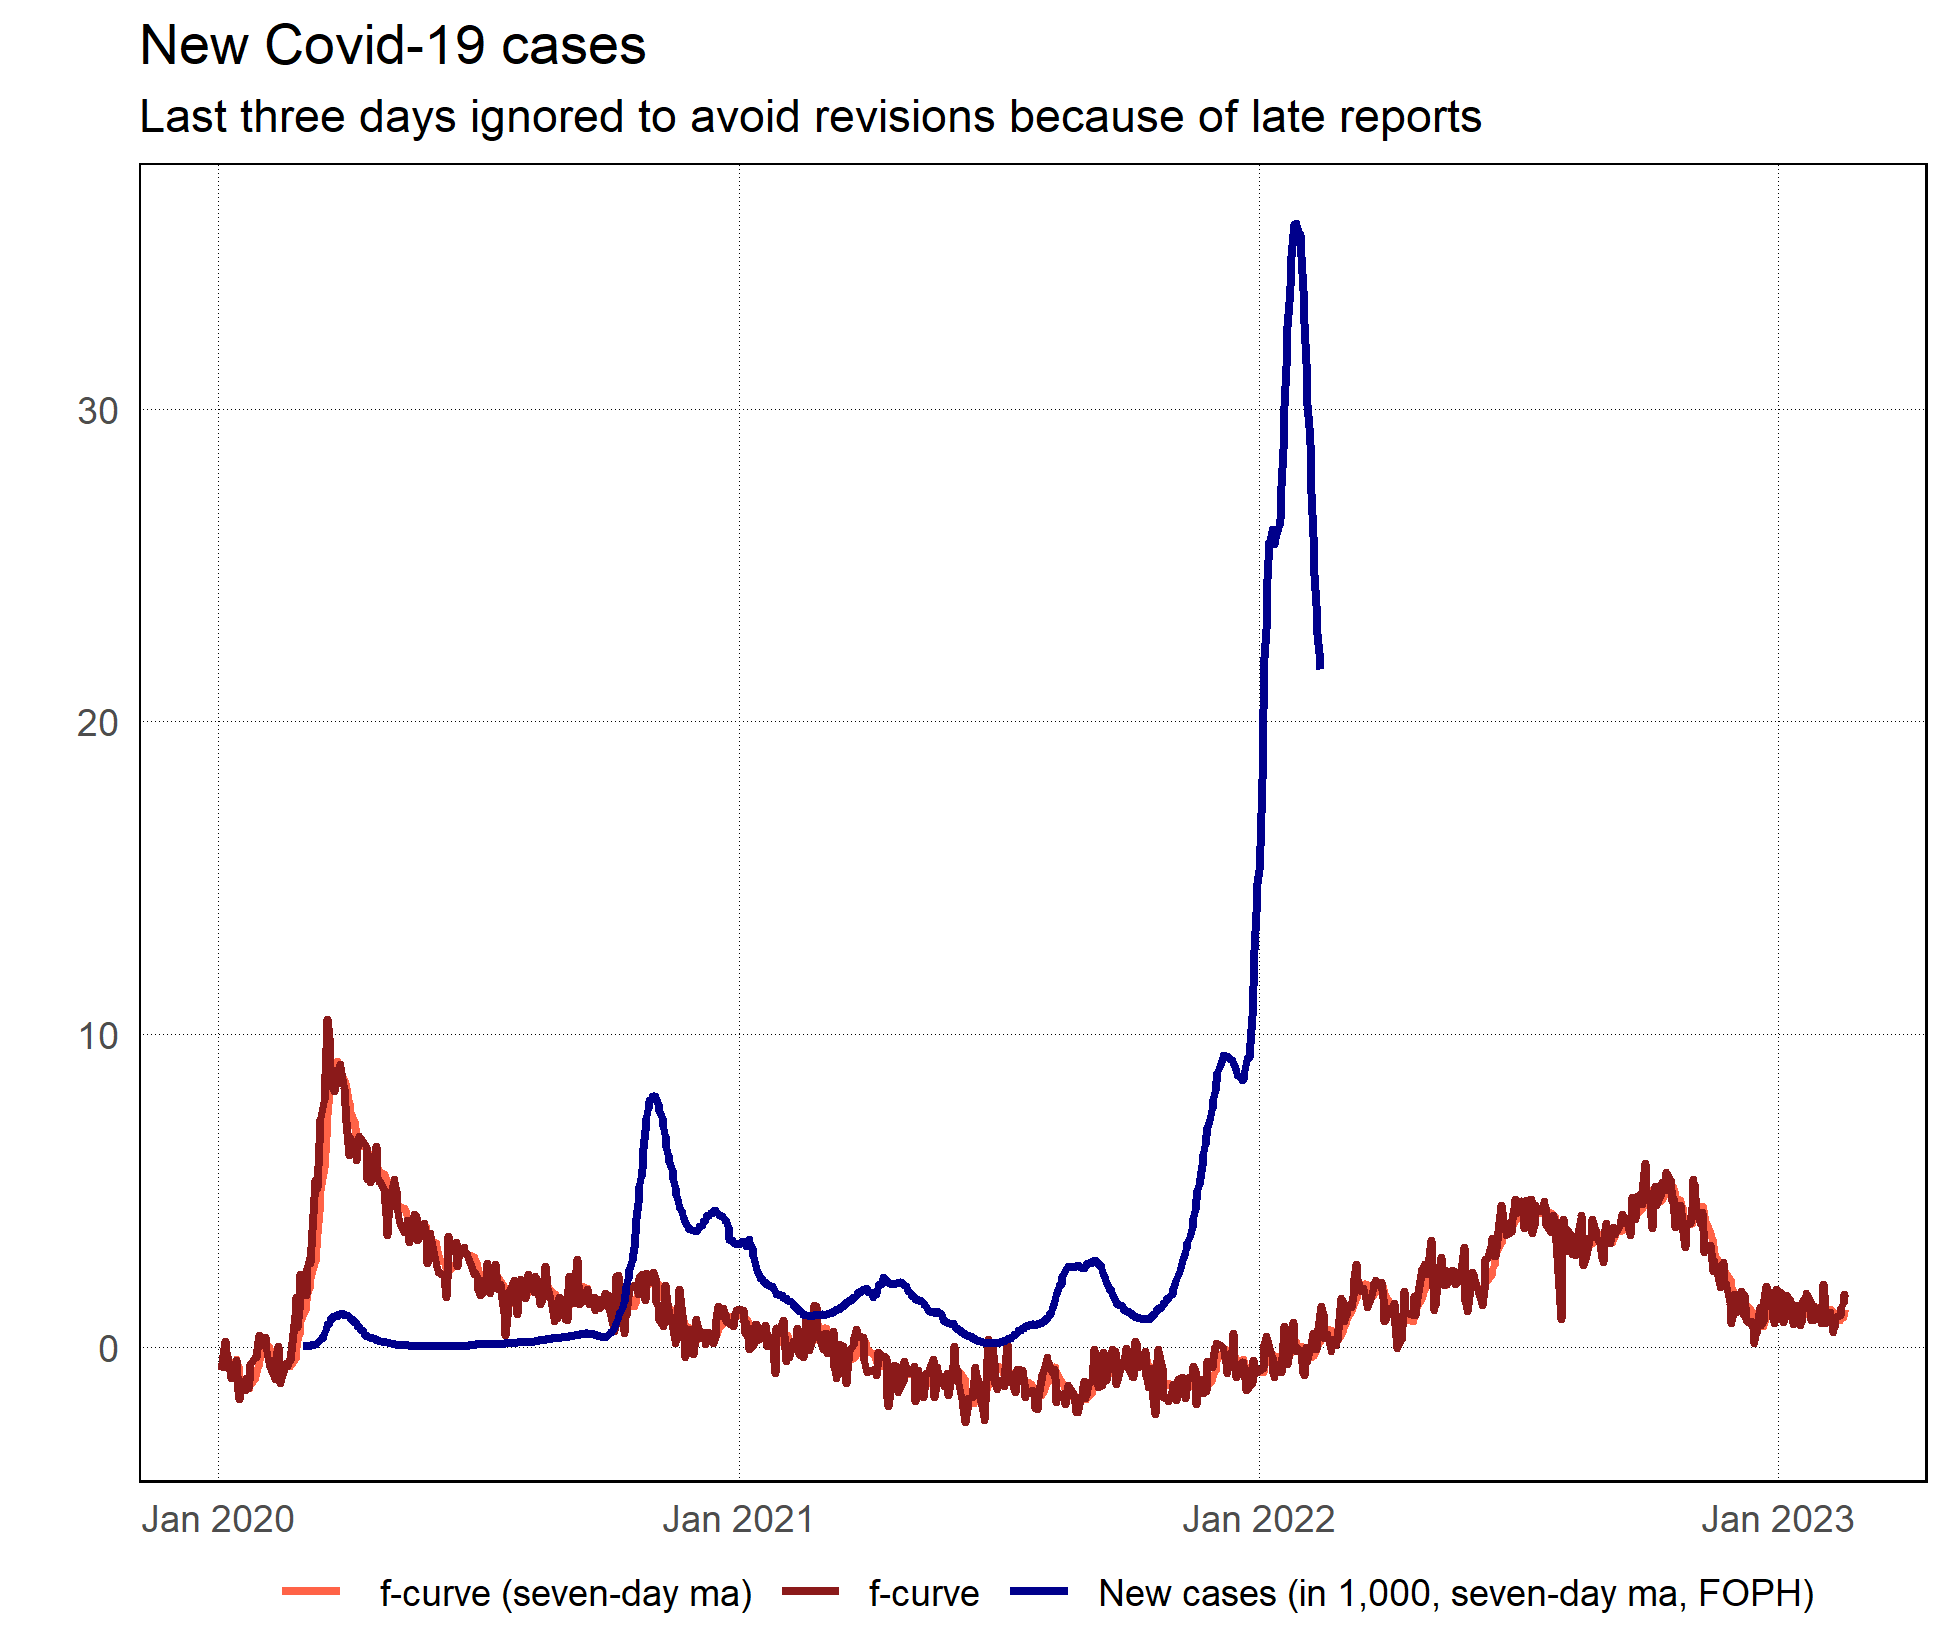 New Covid-19 cases
Last three days ignored to avoid revisions because of late reports
30
20
10
0
Jan 2020 Jan 2021 Jan 2022 Jan 2023
f-curve (seven-day ma) f-curve New cases (in 1,000, seven-day ma, FOPH)